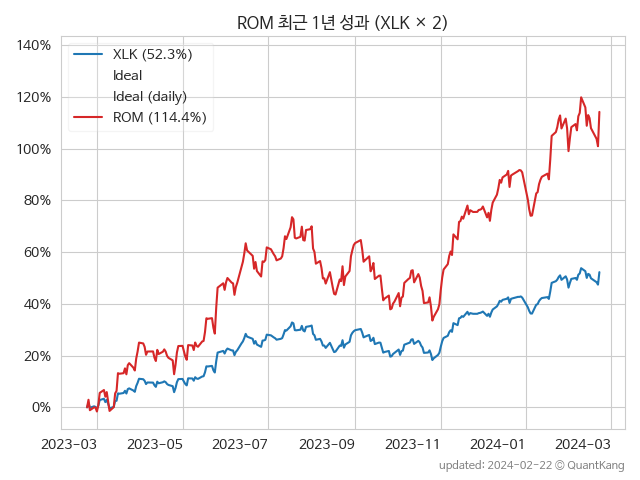 ROM 최근 1년 성과 (XLK × 2)
XLK (52.3%)
Ideal
Ideal (daily)
ROM (114.4%)
140%
120%
100%
80%
60%
40%
20%
0%
2023-03 2023-05 2023-07 2023-09 2023-11 2024-01 2024-03
updated: 2024-02-22 © QuantKang